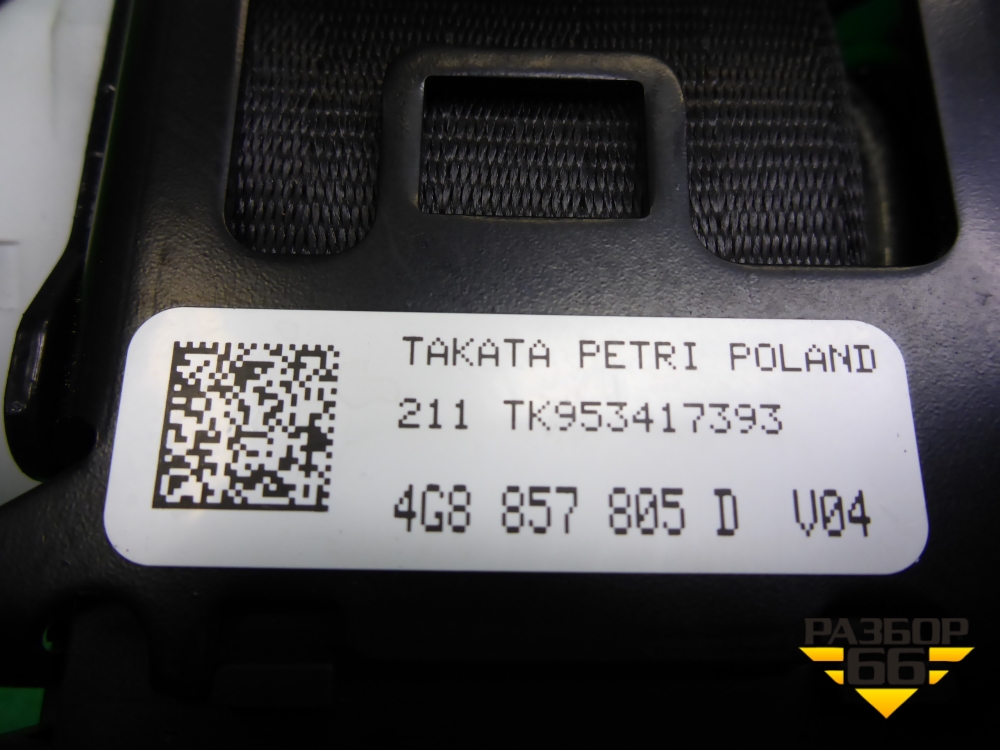 TAKATA PETRI POLAND
211 TK953417393
4G8 857 805 D V04
РАЗБОР
66